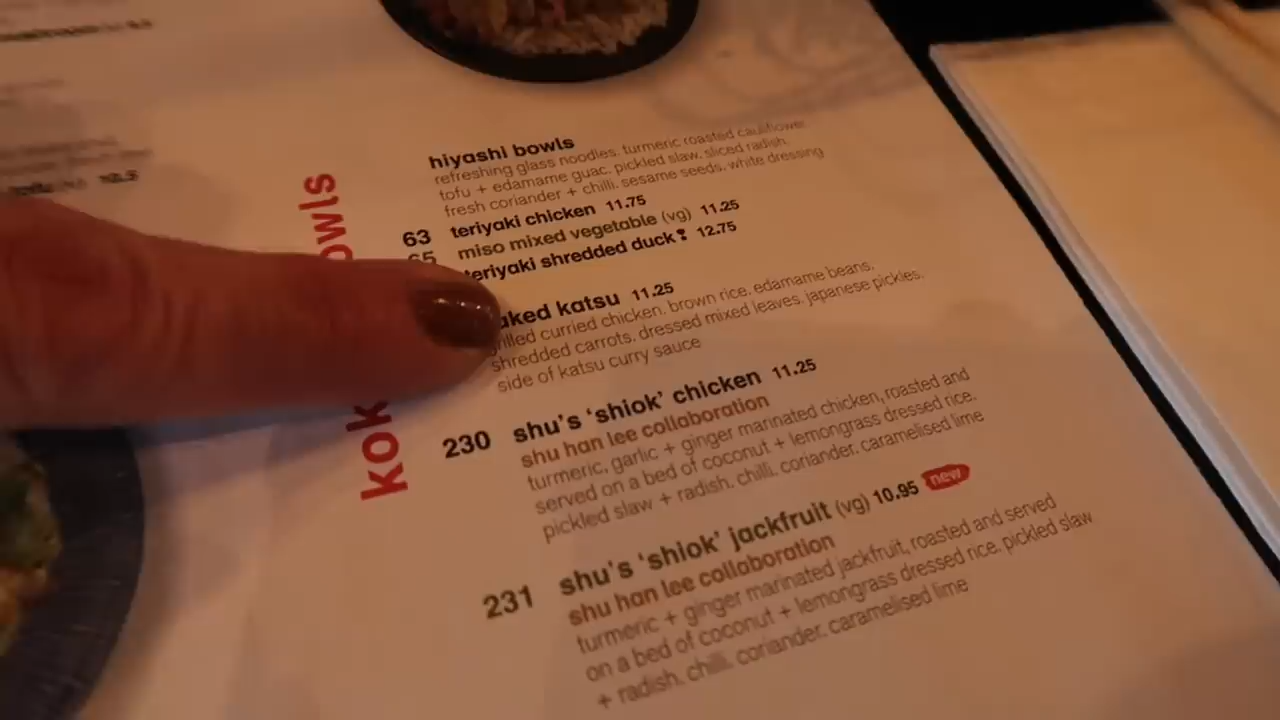 hiyashi bowls
refreshing glass noodles. turmeric roasted cauliflower.
tofu + edamame guac. pickled slaw. sliced radish.
fresh coriander + chilli. sesame seeds. white dressing
63 teriyaki chicken 11.75
65 miso mixed vegetable (vg) 11.25
teriyaki shredded duck 12.75
katsu 11.25
curried chicken. brown rice. edamame beans.
shredded carrots. dressed mixed leaves. japanese pickles.
side of katsu curry sauce
230 shu's 'shiok' chicken 11.25
shu han lee collaboration
turmeric, garlic + ginger marinated chicken, roasted and
served on a bed of coconut + lemongrass dressed rice.
pickled slaw + radish. chilli. coriander. caramelised lime
231 shu's 'shiok' jackfruit (vg) 10.95 new
shu han lee collaboration
turmeric + ginger marinated jackfruit, roasted and served
on a bed of coconut + lemongrass dressed rice. pickled slaw
+ radish. chilli. coriander. caramelised lime